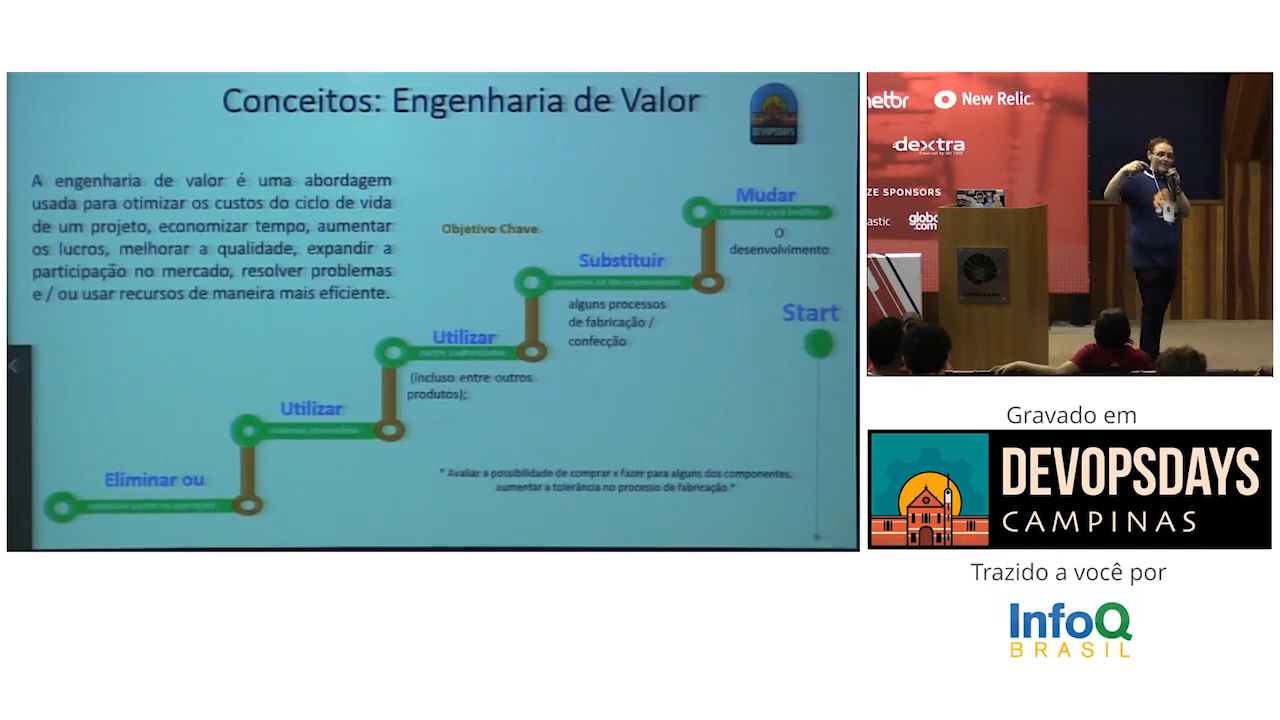 Conceitos: Engenharia de Valor
DEVOPSDAYS
A engenharia de valor é uma abordagem
usada para otimizar os custos do ciclo de vida
de um projeto, economizar tempo, aumentar
os lucros, melhorar a qualidade, expandir a
participação no mercado, resolver problemas
e / ou usar recursos de maneira mais eficiente.
Objetivo Chave
Mudar
O
desenvolvimento
Substituir
alguns processos
de fabricação /
confecção
Start
Utilizar
(incluso entre outros
produtos);
Utilizar
Eliminar ou
* Avaliar a possibilidade de comprar x fazer para alguns dos componentes,
aumentar a tolerância no processo de fabricação *
New Relic
dextra
ZE SPONSORS
globo
.com
Gravado em
DEVOPSDAYS
CAMPINAS
Trazido a você por
InfoQ
BRASIL